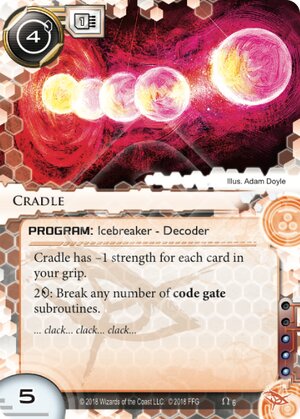 4
1
Illus. Adam Doyle
CRADLE
PROGRAM: Icebreaker - Decoder
Cradle has −1 strength for each card in
your grip.
2: Break any number of code gate
subroutines.
... clack... clack... clack...
5
© 2018 Wizards of the Coast LLC. © 2018 FFG
Ω 6